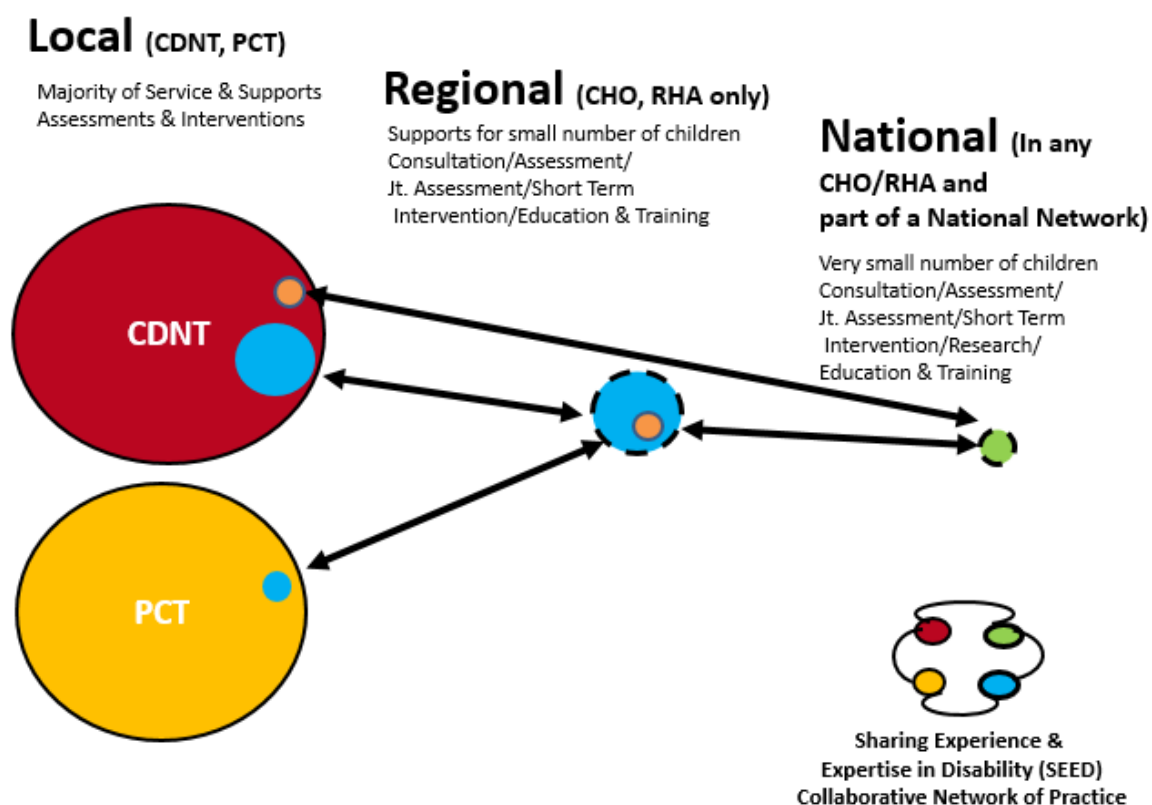 Local (CDNT, PCT)
Majority of Service & Supports
Assessments & Interventions
Regional (CHO, RHA only)
Supports for small number of children
Consultation/Assessment/
Jt. Assessment/Short Term
Intervention/Education & Training
National (In any
CHO/RHA and
part of a National Network)
Very small number of children
Consultation/Assessment/
Jt. Assessment/Short Term
Intervention/Research/
Education & Training
CDNT
PCT
Sharing Experience &
Expertise in Disability (SEED)
Collaborative Network of Practice